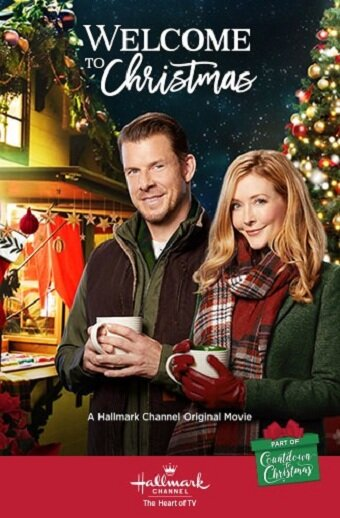 WELCOME
TO Christmas
A Hallmark Channel Original Movie
PART OF
Countdown
to
Christmas
Hallmark
CHANNEL
The Heart of TV